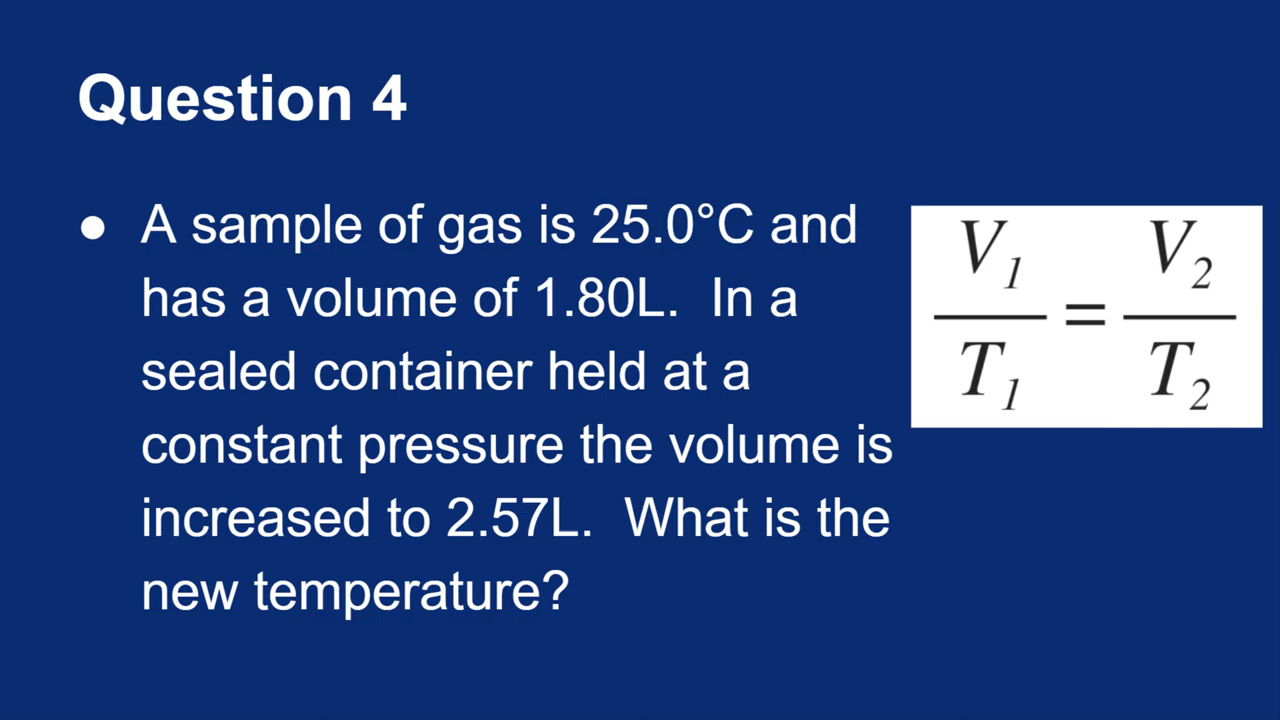 Question 4
● A sample of gas is 25.0°C and
has a volume of 1.80L.  In a
sealed container held at a
constant pressure the volume is
increased to 2.57L.  What is the
new temperature?
V₁ / T₁ = V₂ / T₂